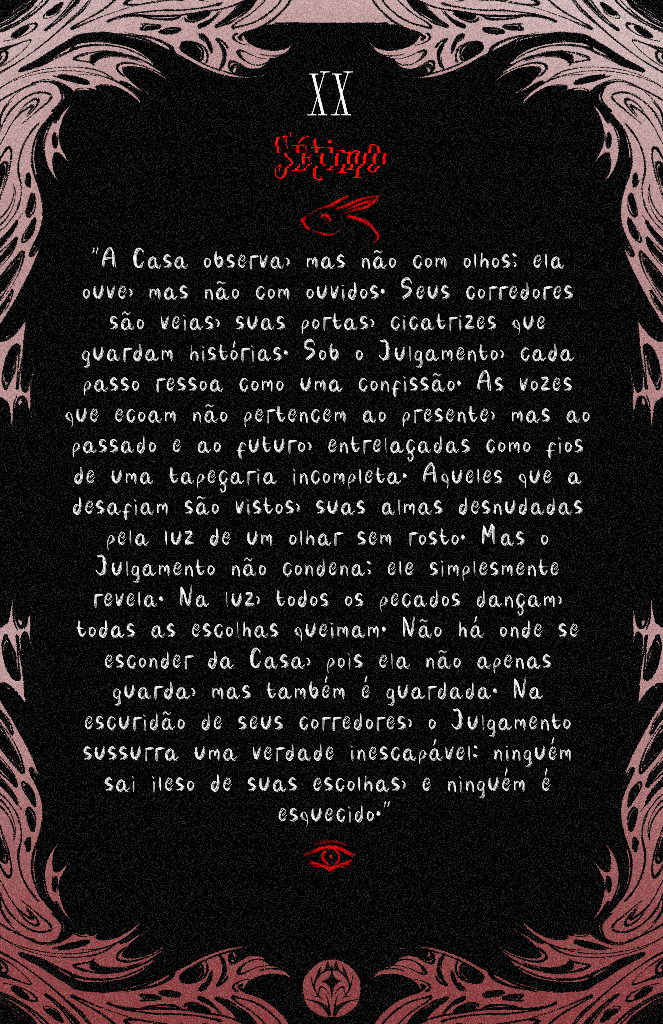 XX
Sétimo
"A Casa observa, mas não com olhos; ela
ouve, mas não com ouvidos. Seus corredores
são veias, suas portas, cicatrizes que
guardam histórias. Sob o Julgamento, cada
passo ressoa como uma confissão. As vozes
que ecoam não pertencem ao presente, mas ao
passado e ao futuro, entrelaçadas como fios
de uma tapeçaria incompleta. Aqueles que a
desafiam são vistos, suas almas desnudadas
pela luz de um olhar sem rosto. Mas o
Julgamento não condena; ele simplesmente
revela. Na luz, todos os pecados dançam,
todas as escolhas queimam. Não há onde se
esconder da Casa, pois ela não apenas
guarda, mas também é guardada. Na
escuridão de seus corredores, o Julgamento
sussurra uma verdade inescapável: ninguém
sai ileso de suas escolhas, e ninguém é
esquecido."